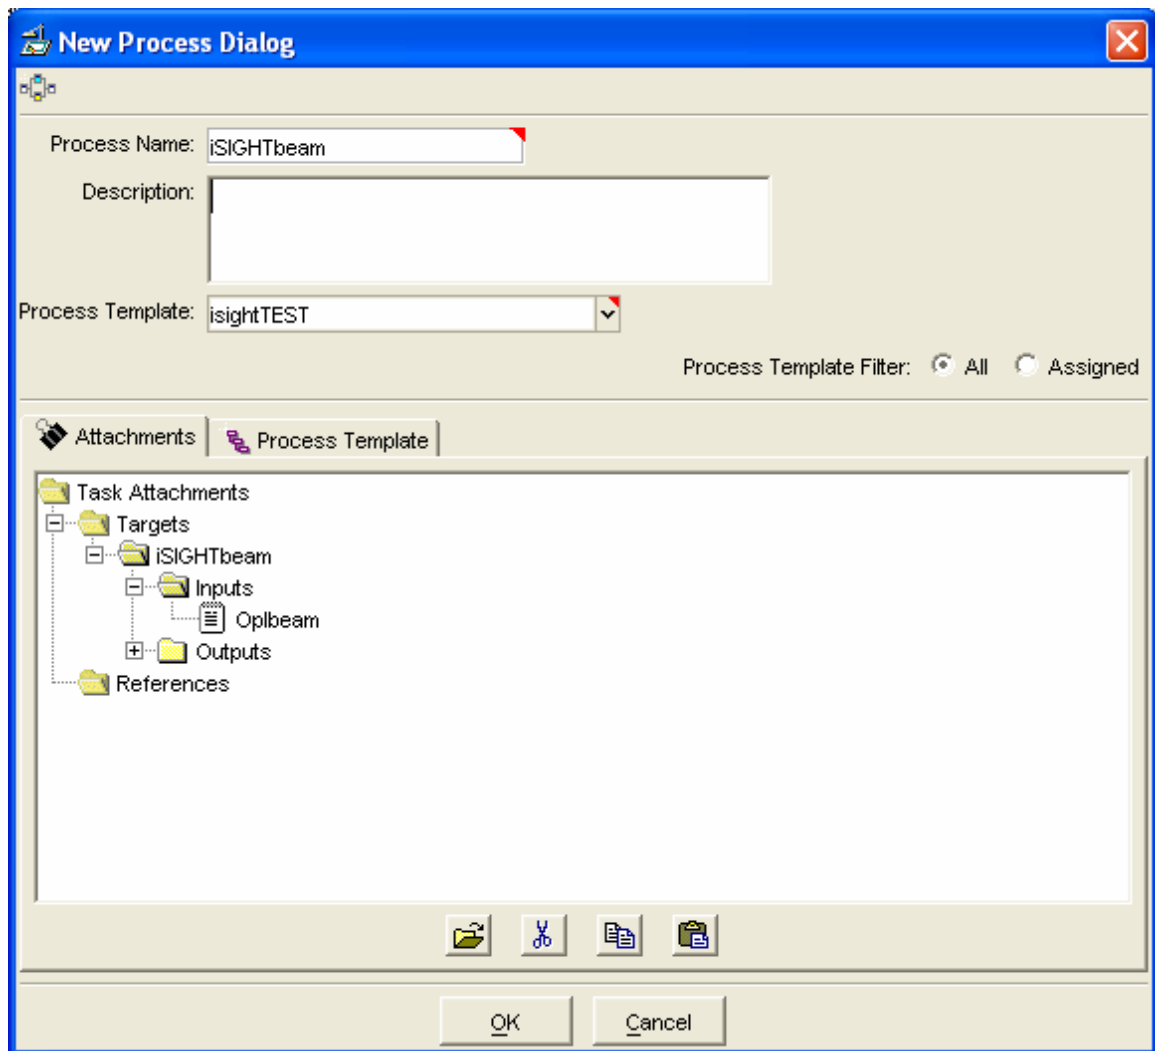 New Process Dialog
Process Name: iSIGHTbeam
Description:
Process Template: isightTEST
Process Template Filter: All Assigned
Attachments Process Template
Task Attachments
Targets
iSIGHTbeam
Inputs
Oplbeam
Outputs
References
OK Cancel